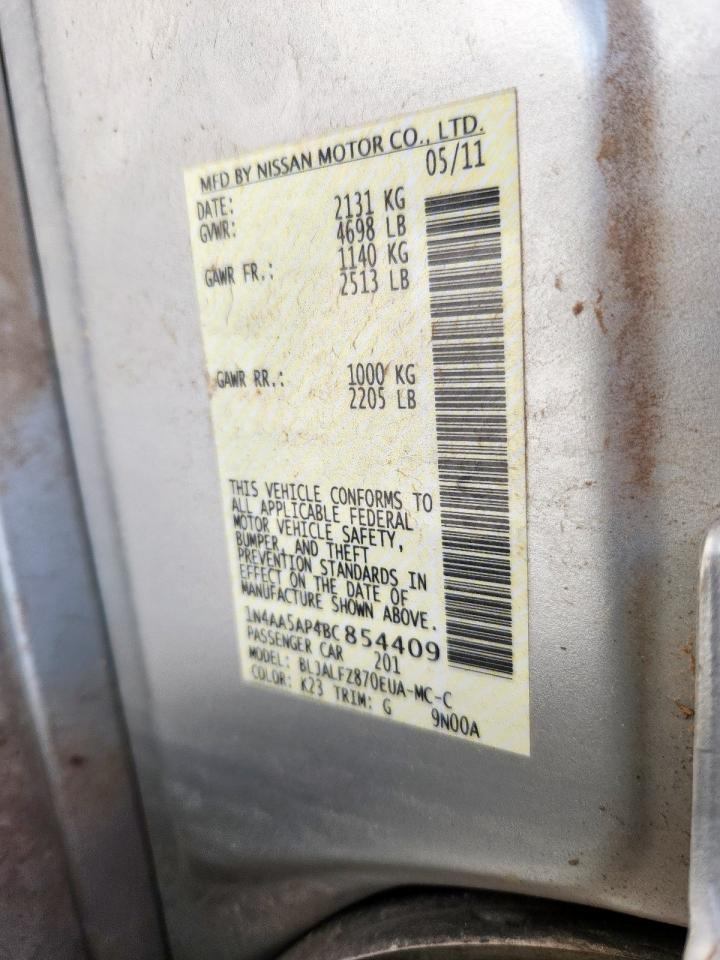 MFD BY NISSAN MOTOR CO., LTD.
DATE: 05/11
GVWR: 2131 KG
4698 LB
GAWR FR.: 1140 KG
2513 LB
GAWR RR.: 1000 KG
2205 LB
THIS VEHICLE CONFORMS TO
ALL APPLICABLE FEDERAL
MOTOR VEHICLE SAFETY,
BUMPER, AND THEFT
PREVENTION STANDARDS IN
EFFECT ON THE DATE OF
MANUFACTURE SHOWN ABOVE.
1N4AA5AP4BC854409
PASSENGER CAR 201
MODEL: BLJALFZ870EUA-MC-C
COLOR: K23 TRIM: G 9N00A